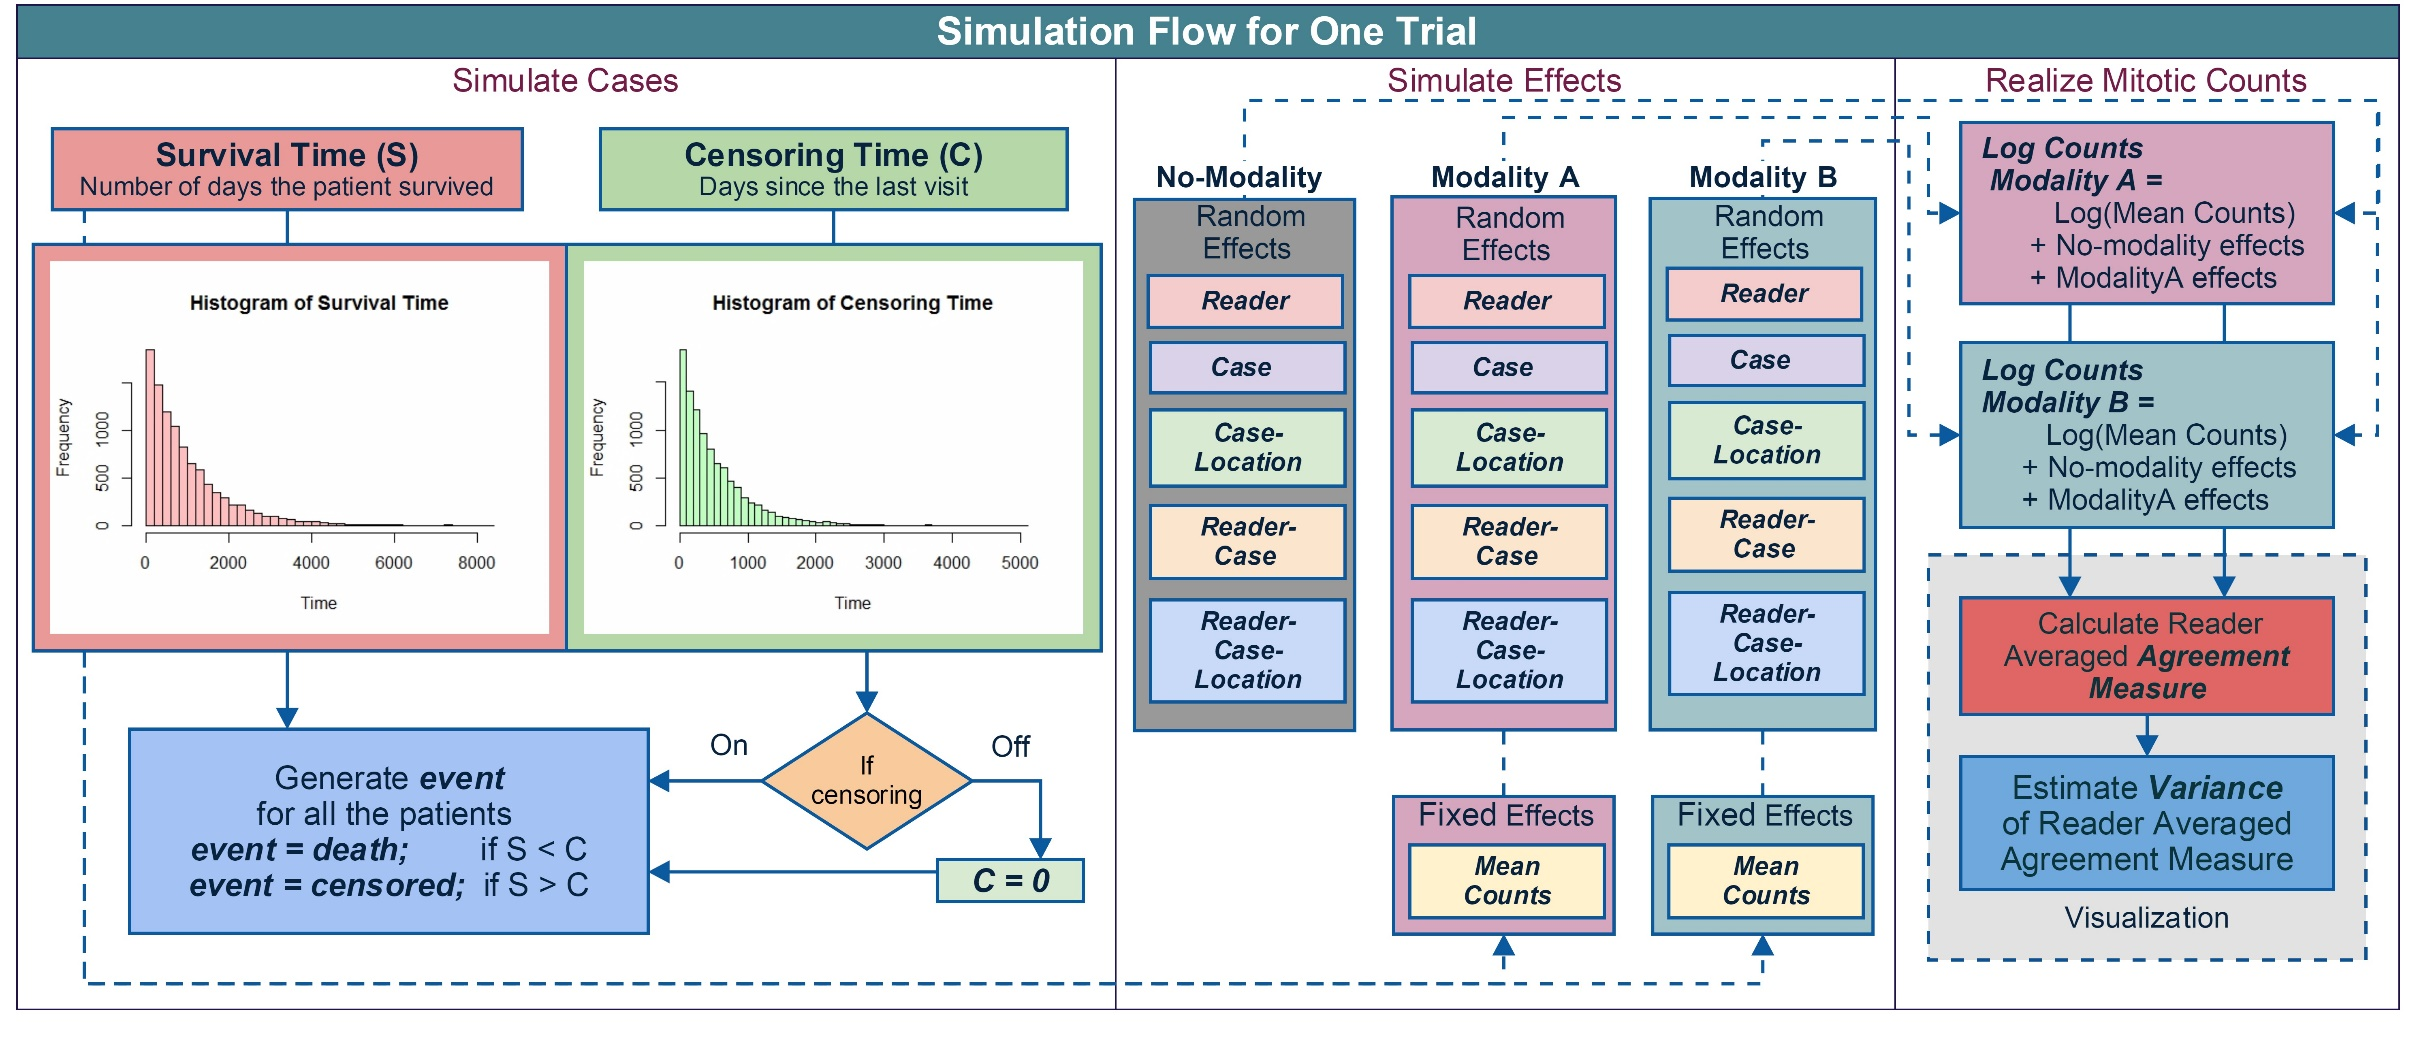 Simulation Flow for One Trial
Simulate Cases
Survival Time (S)
Number of days the patient survived
Censoring Time (C)
Days since the last visit
Histogram of Survival Time
Frequency
0 500 1000
0 2000 4000 6000 8000
Time
Histogram of Censoring Time
Frequency
0 500 1000
0 1000 2000 3000 4000 5000
Time
Generate event
for all the patients
event = death; if S < C
event = censored; if S > C
On
If
censoring
Off
C = 0
Simulate Effects
No-Modality
Random
Effects
Reader
Case
Case-
Location
Reader-
Case
Reader-
Case-
Location
Modality A
Random
Effects
Reader
Case
Case-
Location
Reader-
Case
Reader-
Case-
Location
Fixed Effects
Mean
Counts
Modality B
Random
Effects
Reader
Case
Case-
Location
Reader-
Case
Reader-
Case-
Location
Fixed Effects
Mean
Counts
Realize Mitotic Counts
Log Counts
Modality A =
Log(Mean Counts)
+ No-modality effects
+ ModalityA effects
Log Counts
Modality B =
Log(Mean Counts)
+ No-modality effects
+ ModalityA effects
Calculate Reader
Averaged Agreement
Measure
Estimate Variance
of Reader Averaged
Agreement Measure
Visualization